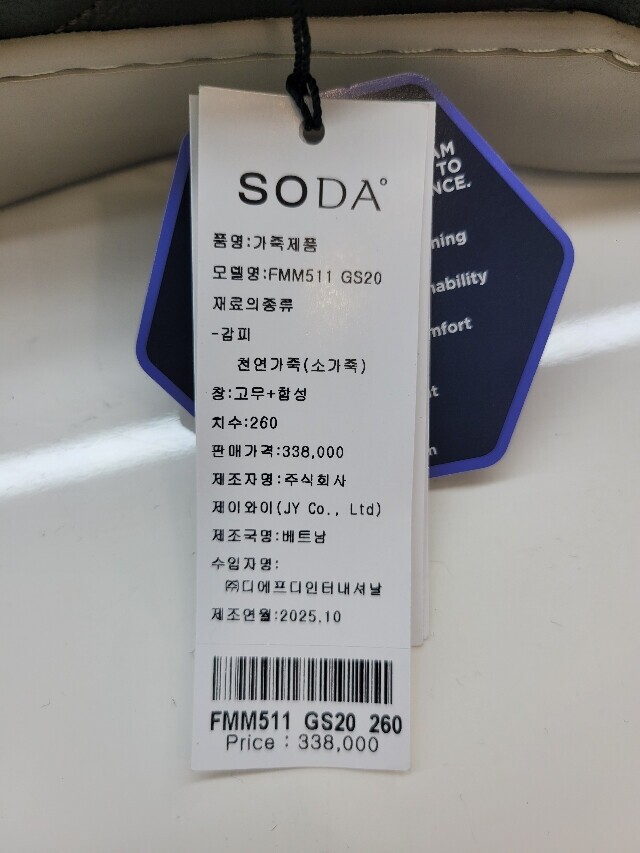 SODA°
품명:가죽제품
모델명:FMM511 GS20
재료의종류
-갑피
천연가죽(소가죽)
창:고무+합성
치수:260
판매가격:338,000
제조자명:주식회사
제이와이(JY Co., Ltd)
제조국명:베트남
수입자명:
㈜디에프디인터내셔날
제조연월:2025.10
FMM511 GS20 260
Price : 338,000
TO